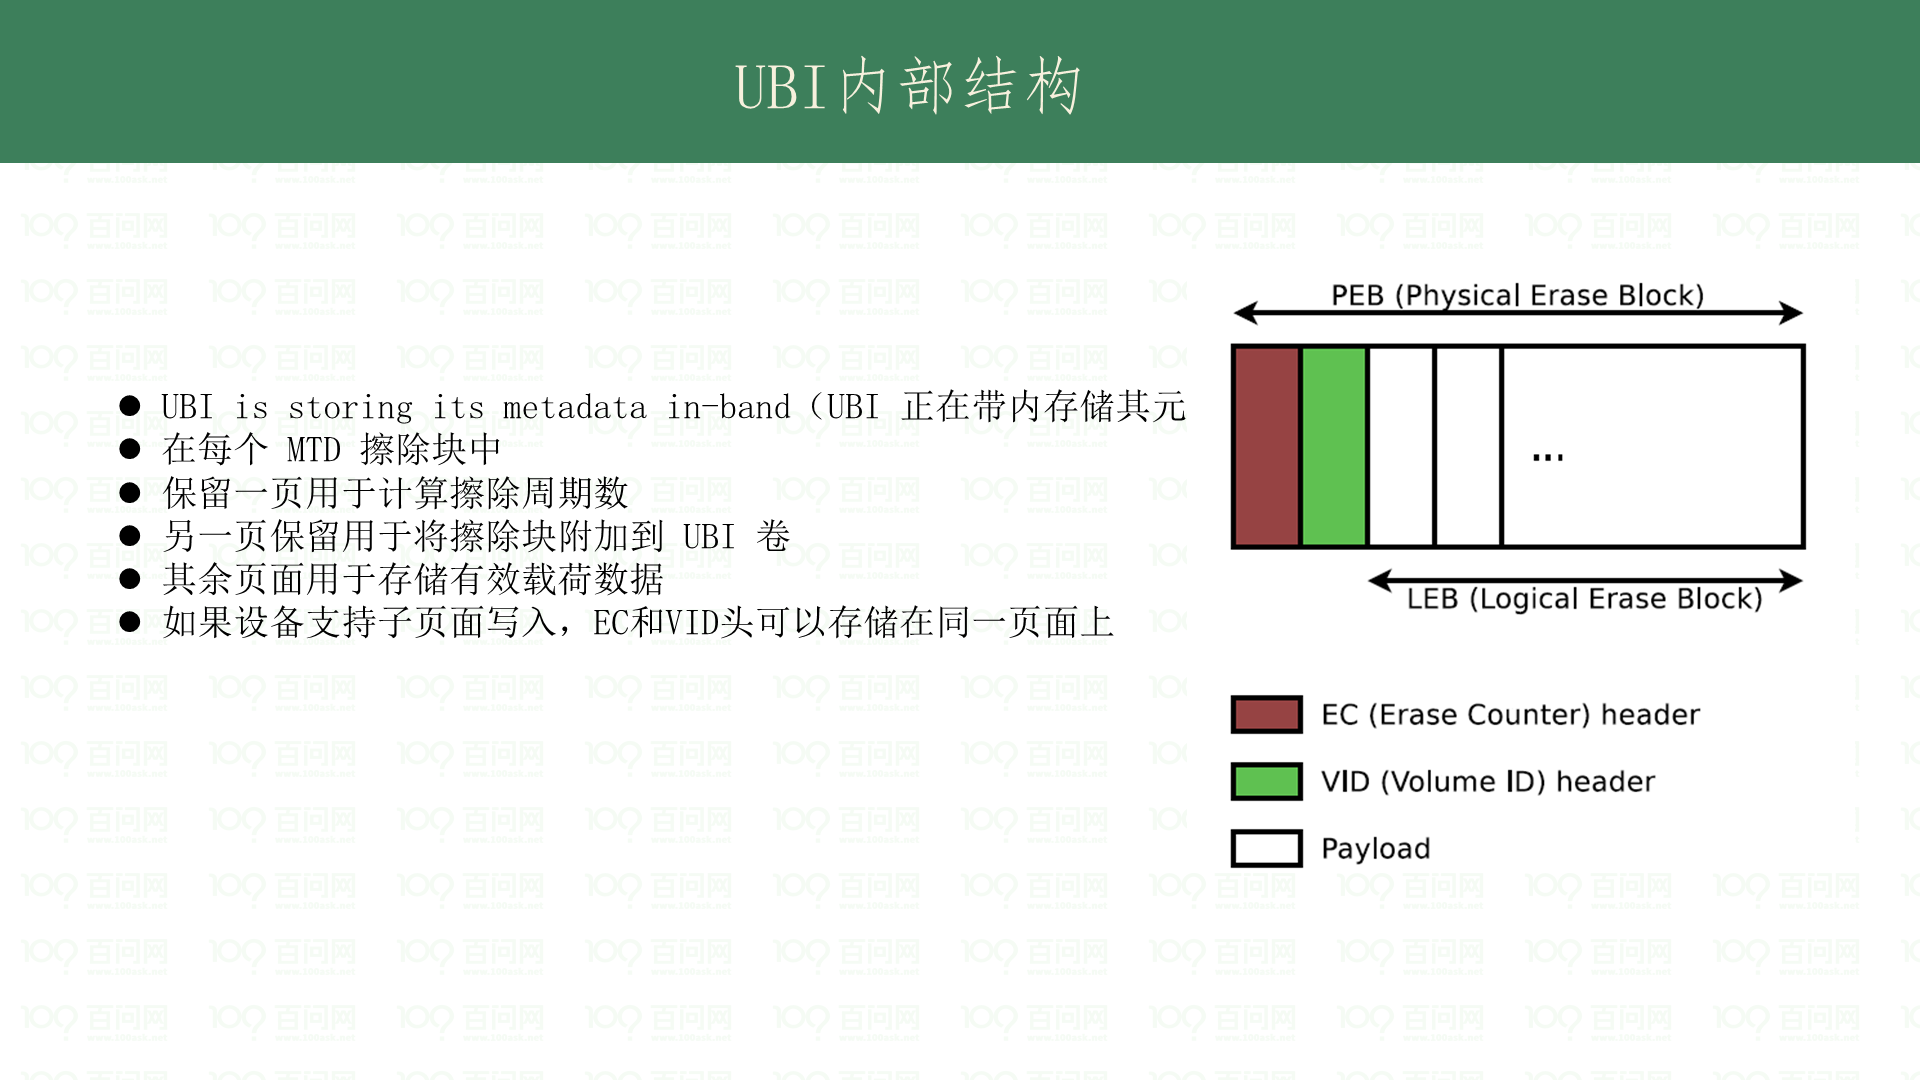 UBI内部结构
UBI is storing its metadata in-band（UBI 正在带内存储其元
在每个 MTD 擦除块中
保留一页用于计算擦除周期数
另一页保留用于将擦除块附加到 UBI 卷
其余页面用于存储有效载荷数据
如果设备支持子页面写入，EC和VID头可以存储在同一页面上
PEB (Physical Erase Block)
...
LEB (Logical Erase Block)
EC (Erase Counter) header
VID (Volume ID) header
Payload